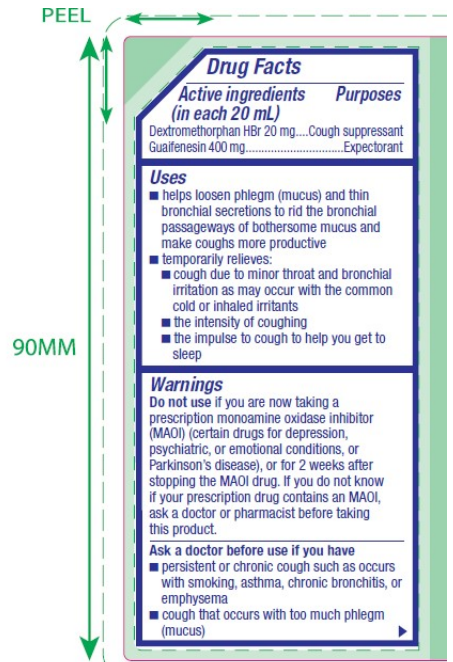 PEEL
90MM
Drug Facts
Active ingredients Purposes
(in each 20 mL)
Dextromethorphan HBr 20 mg....Cough suppressant
Guaifenesin 400 mg...............................Expectorant
Uses
■ helps loosen phlegm (mucus) and thin
bronchial secretions to rid the bronchial
passageways of bothersome mucus and
make coughs more productive
■ temporarily relieves:
■ cough due to minor throat and bronchial
irritation as may occur with the common
cold or inhaled irritants
■ the intensity of coughing
■ the impulse to cough to help you get to
sleep
Warnings
Do not use if you are now taking a
prescription monoamine oxidase inhibitor
(MAOI) (certain drugs for depression,
psychiatric, or emotional conditions, or
Parkinson's disease), or for 2 weeks after
stopping the MAOI drug. If you do not know
if your prescription drug contains an MAOI,
ask a doctor or pharmacist before taking
this product.
Ask a doctor before use if you have
■ persistent or chronic cough such as occurs
with smoking, asthma, chronic bronchitis, or
emphysema
■ cough that occurs with too much phlegm
(mucus)